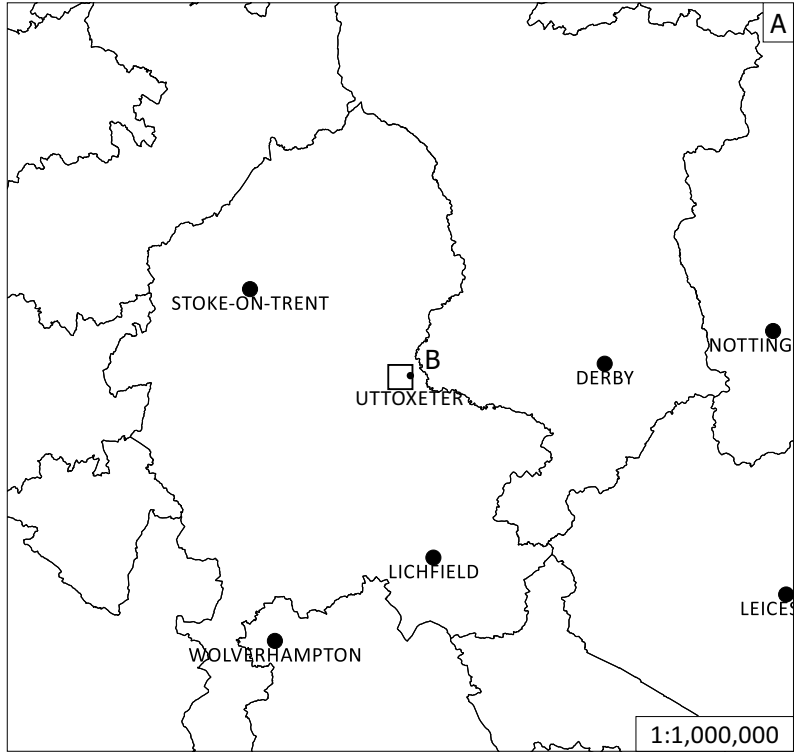 A
STOKE-ON-TRENT
NOTTING
B
DERBY
UTTOXETER
LICHFIELD
LEICES
WOLVERHAMPTON
1:1,000,000